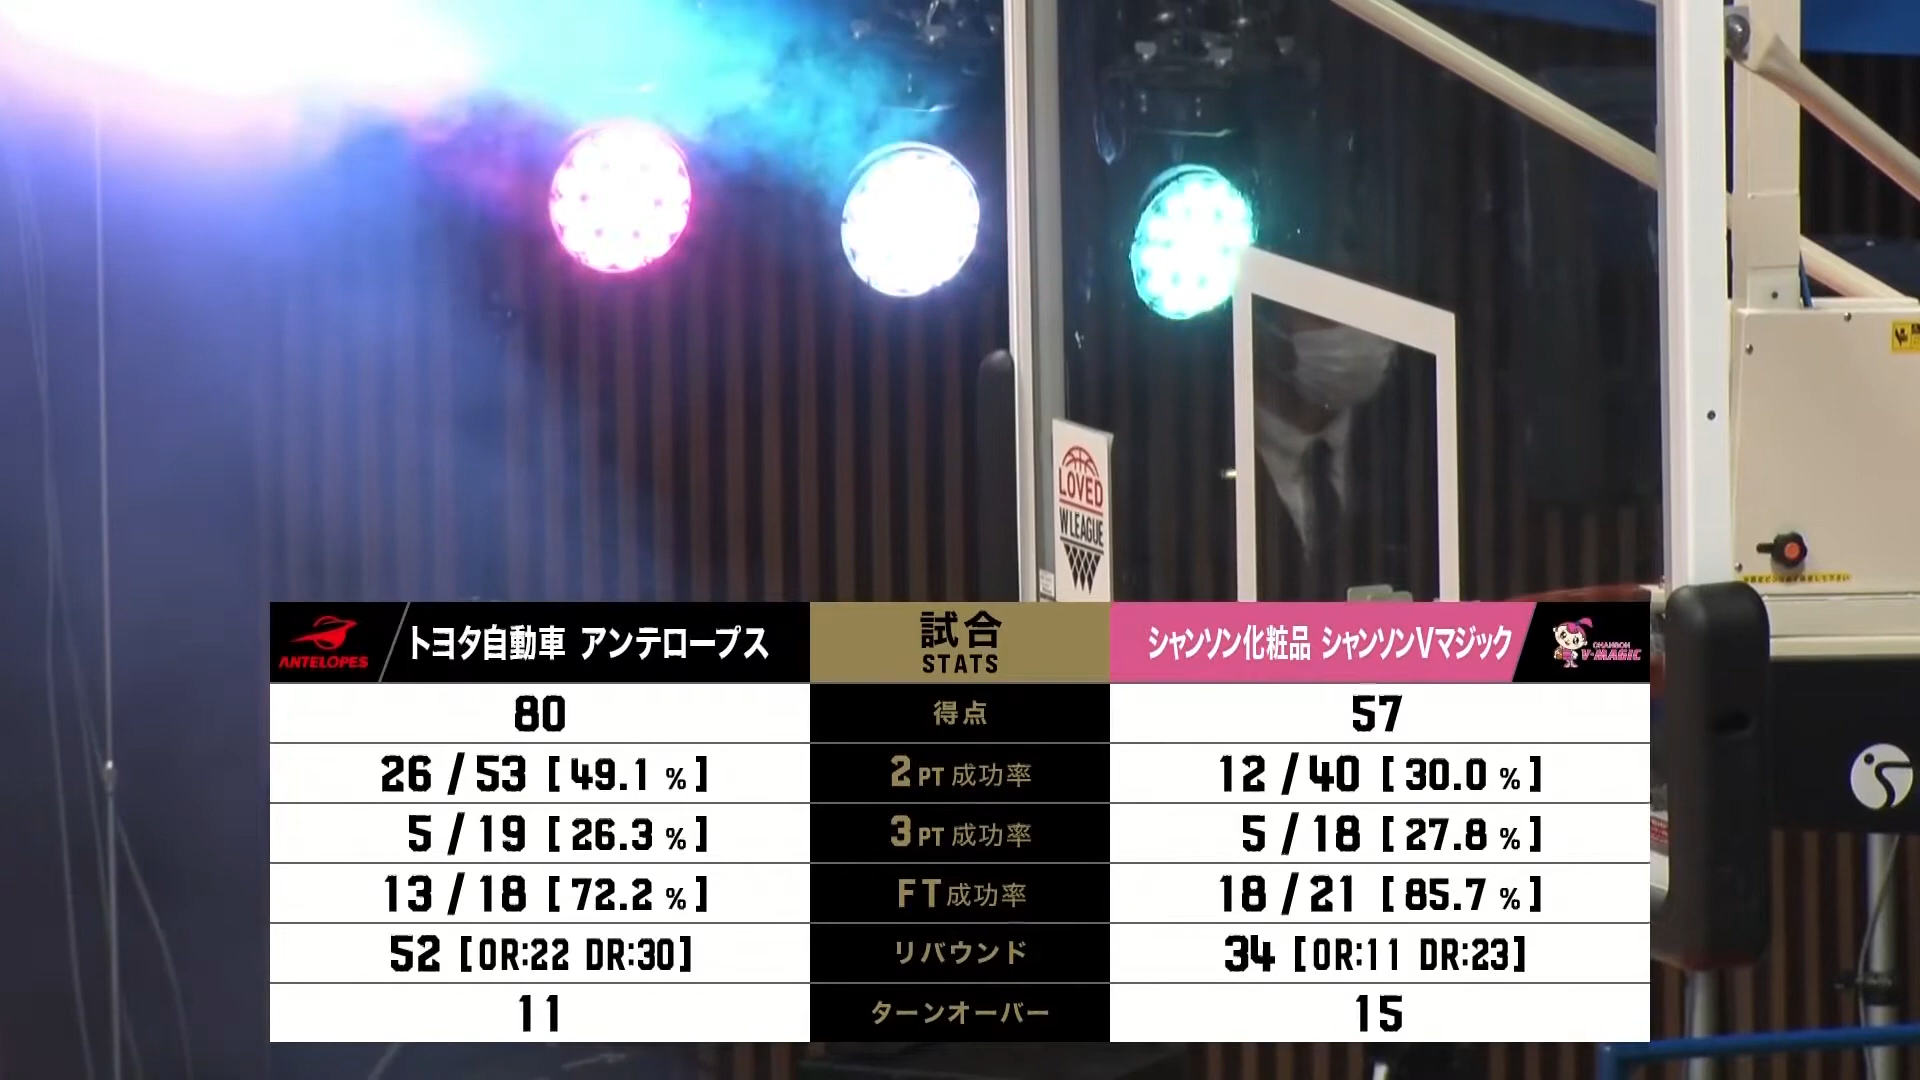 LOVED
W LEAGUE
ANTELOPES
トヨタ自動車 アンテロープス
試合
STATS
シャンソン化粧品 シャンソンVマジック
CHANSON
V-MAGIC
80
得点
57
26 / 53 [ 49.1 % ]
2 PT 成功率
12 / 40 [ 30.0 % ]
5 / 19 [ 26.3 % ]
3 PT 成功率
5 / 18 [ 27.8 % ]
13 / 18 [ 72.2 % ]
FT 成功率
18 / 21 [ 85.7 % ]
52 [OR:22 DR:30]
リバウンド
34 [OR:11 DR:23]
11
ターンオーバー
15